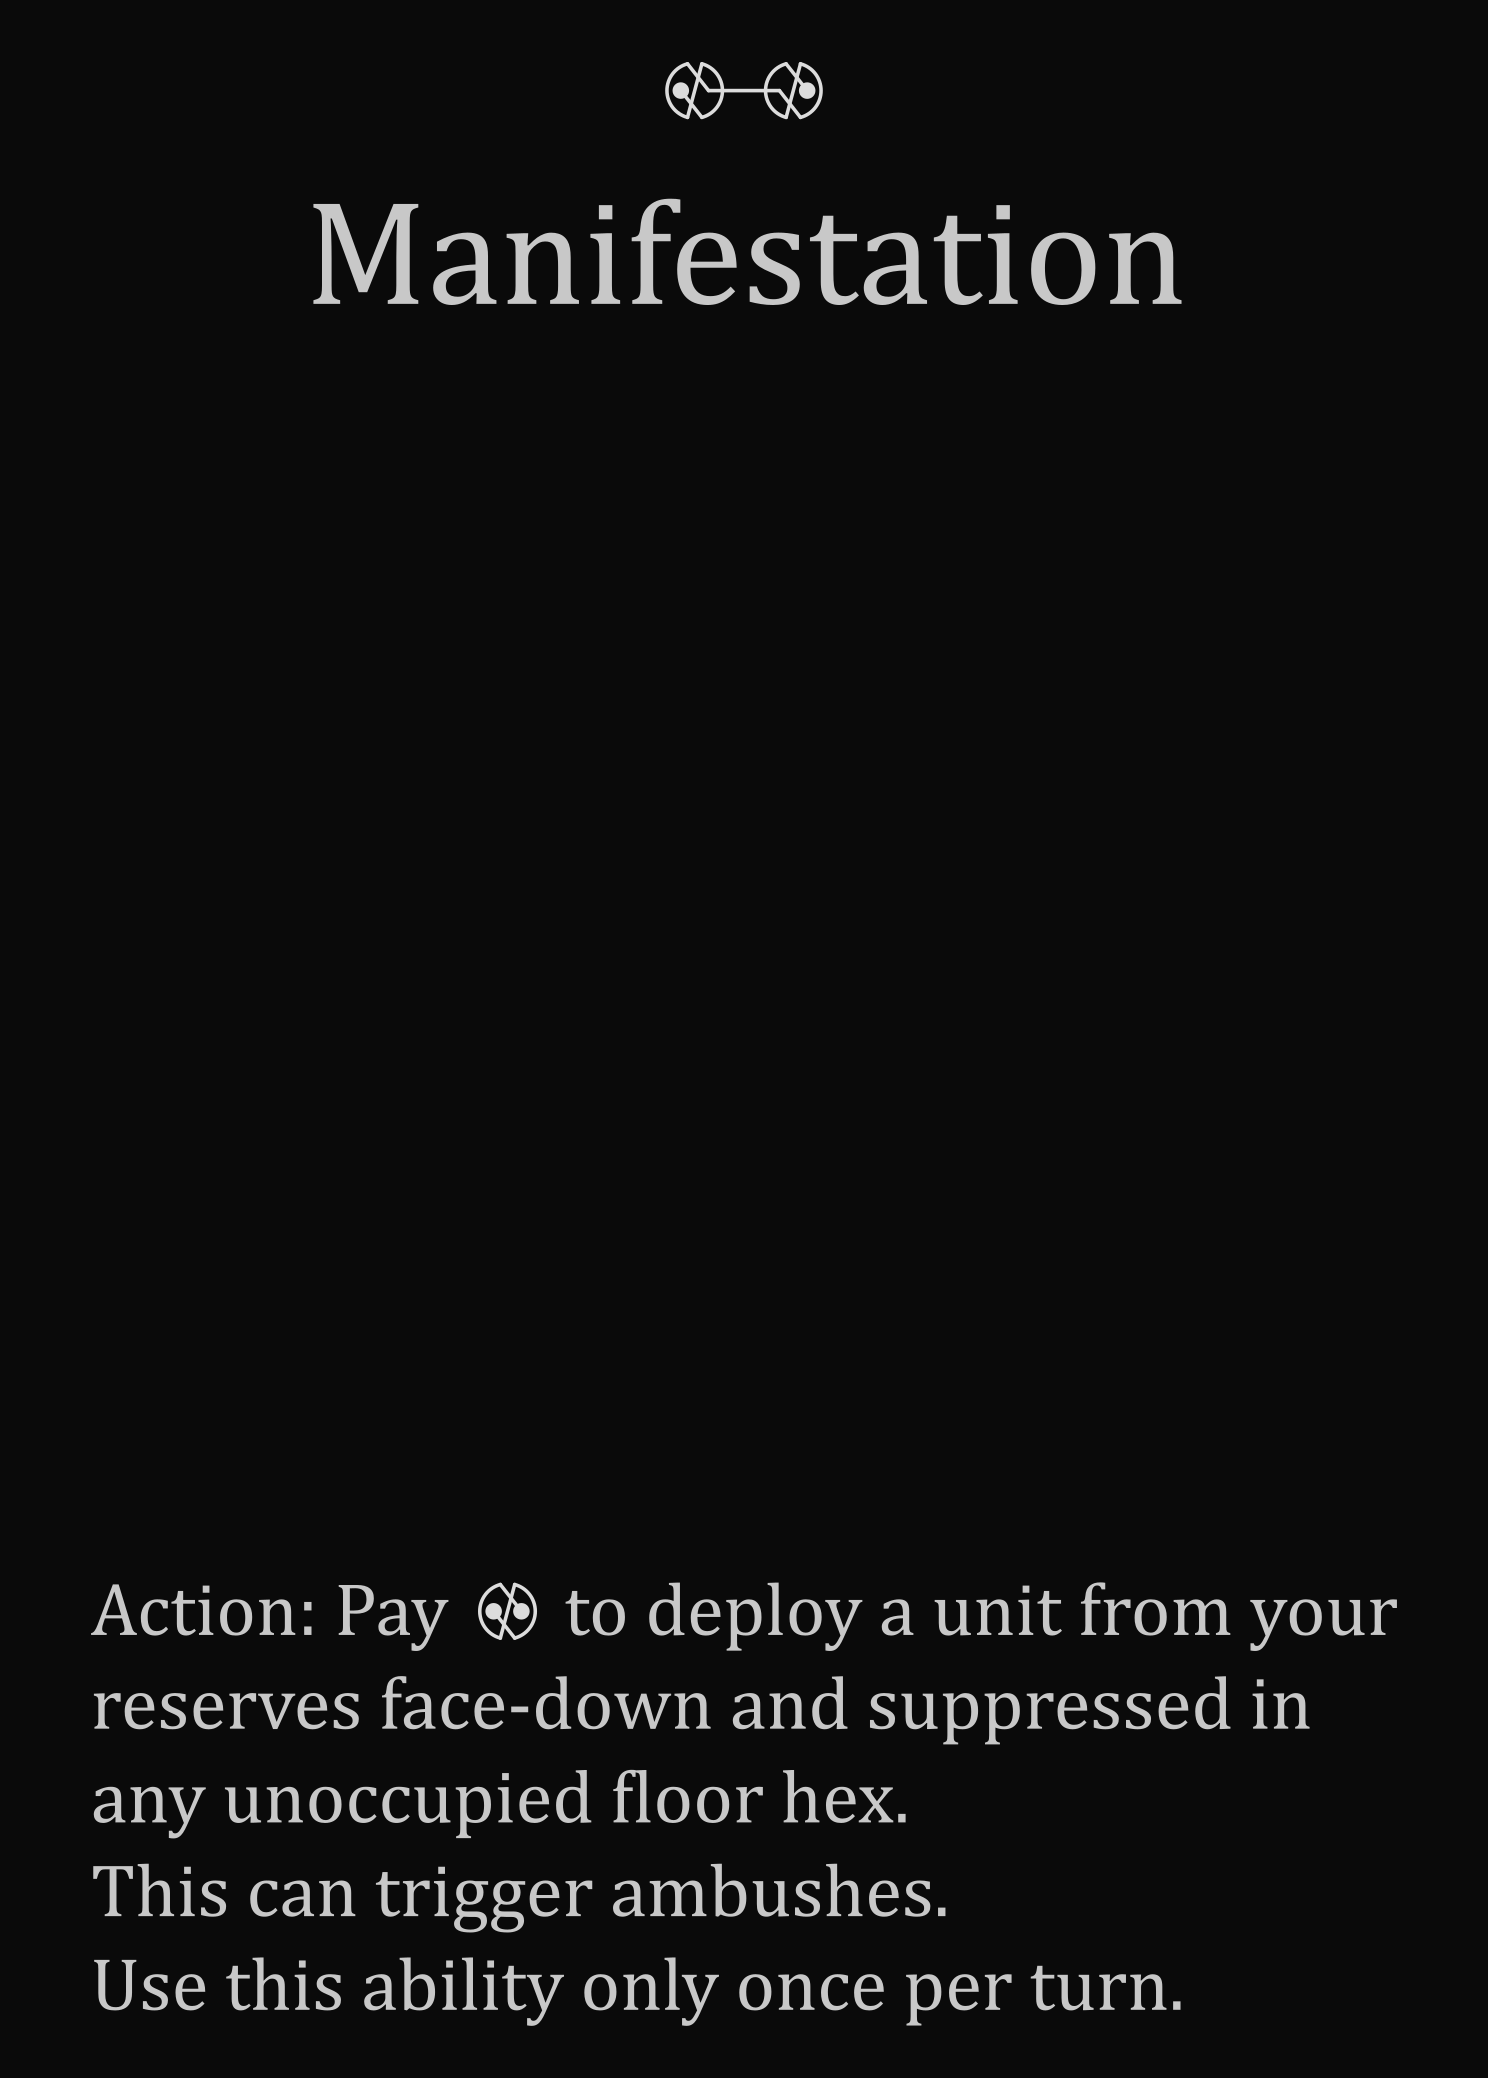 Manifestation
Action: Pay to deploy a unit from your
reserves face-down and suppressed in
any unoccupied floor hex.
This can trigger ambushes.
Use this ability only once per turn.